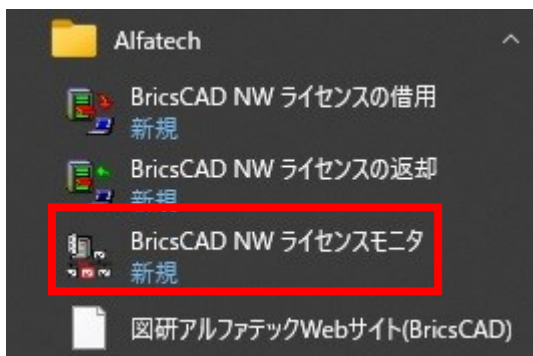 Alfatech
BricsCAD NW ライセンスの借用
新規
BricsCAD NW ライセンスの返却
新規
BricsCAD NW ライセンスモニタ
新規
図研アルファテックWebサイト(BricsCAD)